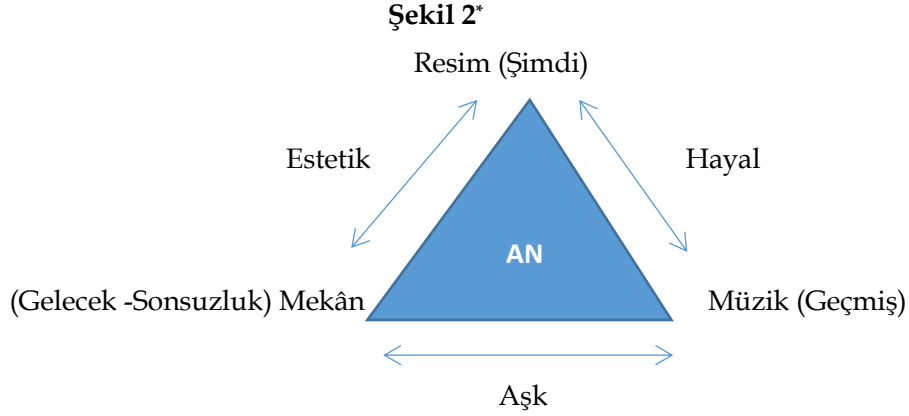 Şekil 2*
Resim (Şimdi)
Estetik
Hayal
AN
(Gelecek -Sonsuzluk) Mekân
Müzik (Geçmiş)
Aşk